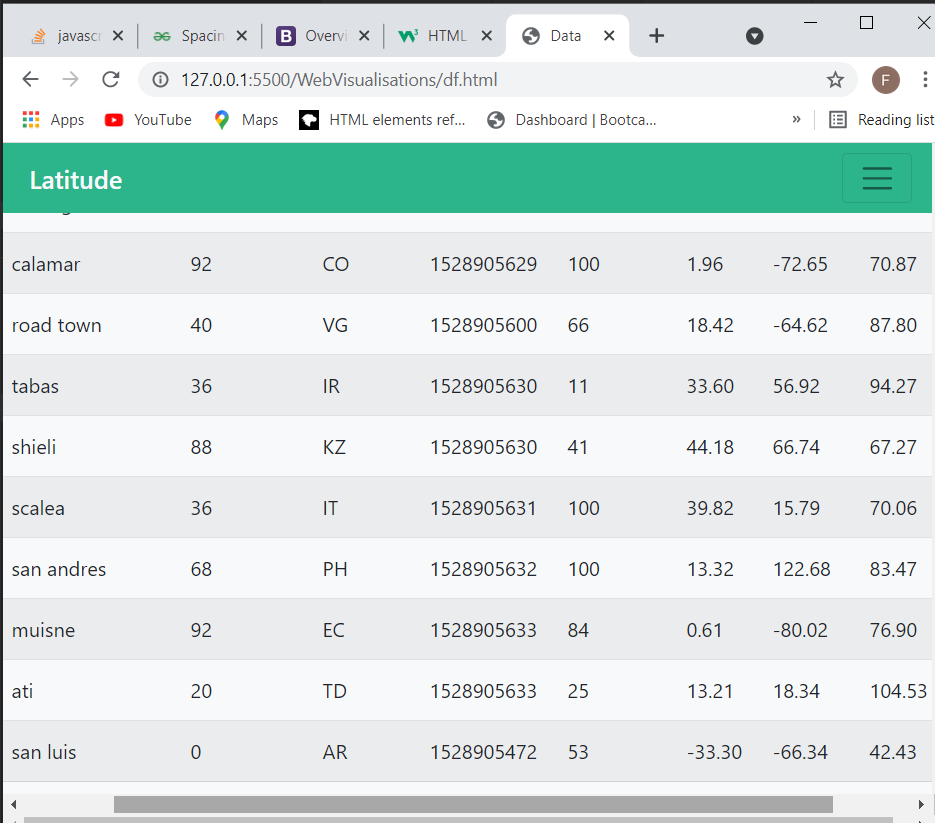 javascr Spacin Overvi HTML Data
127.0.0.1:5500/WebVisualisations/df.html F
Apps YouTube Maps HTML elements ref... Dashboard | Bootca... » Reading list
Latitude
calamar 92 CO 1528905629 100 1.96 -72.65 70.87
road town 40 VG 1528905600 66 18.42 -64.62 87.80
tabas 36 IR 1528905630 11 33.60 56.92 94.27
shieli 88 KZ 1528905630 41 44.18 66.74 67.27
scalea 36 IT 1528905631 100 39.82 15.79 70.06
san andres 68 PH 1528905632 100 13.32 122.68 83.47
muisne 92 EC 1528905633 84 0.61 -80.02 76.90
ati 20 TD 1528905633 25 13.21 18.34 104.53
san luis 0 AR 1528905472 53 -33.30 -66.34 42.43